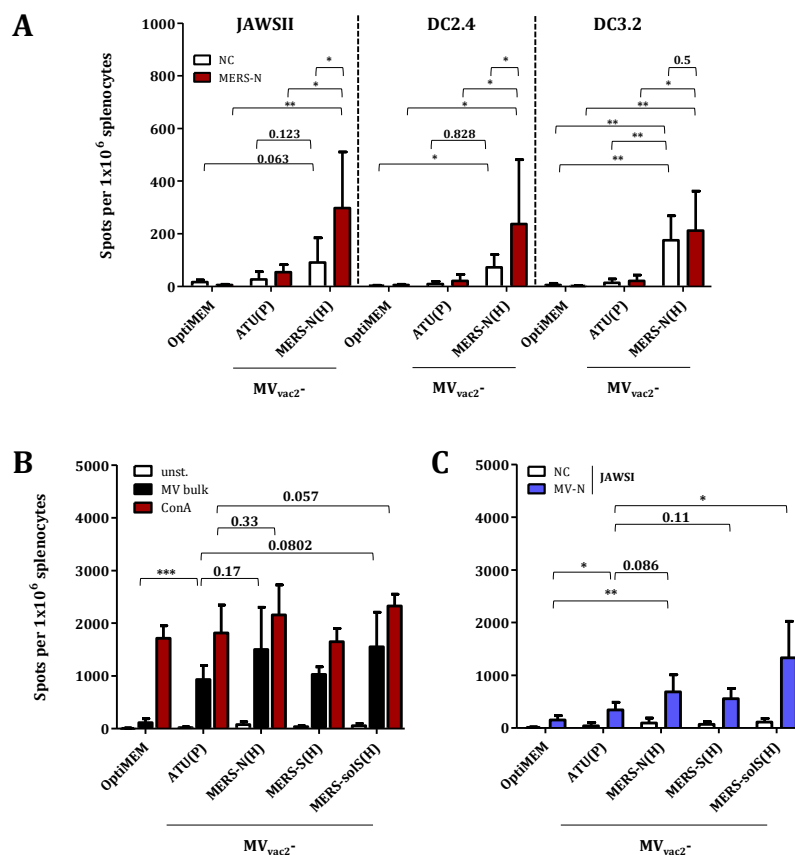 A
JAWSII DC2.4 DC3.2
Spots per 1x10⁶ splenocytes
1000
800
600
400
200
0
NC
MERS-N
* * 0.5
* * *
** * **
0.123 0.828 **
0.063 * **
**
OptiMEM ATU(P) MERS-N(H) OptiMEM ATU(P) MERS-N(H) OptiMEM ATU(P) MERS-N(H)
MVvac2- MVvac2- MVvac2-
B
Spots per 1x10⁶ splenocytes
5000
4000
3000
2000
1000
0
unst.
MV bulk
ConA
0.057
0.33
0.0802
*** 0.17
OptiMEM ATU(P) MERS-N(H) MERS-S(H) MERS-solS(H)
MVvac2-
C
5000
4000
3000
2000
1000
0
NC
MV-N
JAWSI
*
0.11
* 0.086
**
OptiMEM ATU(P) MERS-N(H) MERS-S(H) MERS-solS(H)
MVvac2-